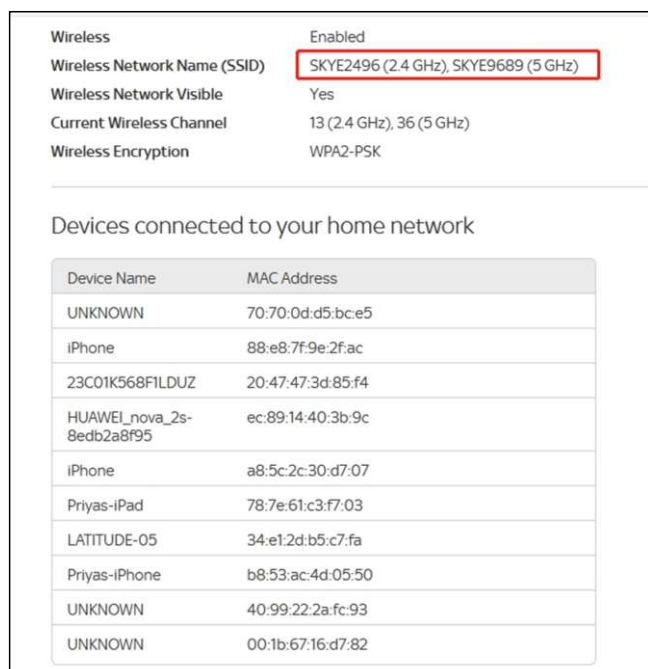 Wireless Enabled
Wireless Network Name (SSID) SKYE2496 (2.4 GHz), SKYE9689 (5 GHz)
Wireless Network Visible Yes
Current Wireless Channel 13 (2.4 GHz), 36 (5 GHz)
Wireless Encryption WPA2-PSK
Devices connected to your home network
Device Name MAC Address
UNKNOWN 70:70:0d:d5:bc:e5
iPhone 88:e8:7f:9e:2f:ac
23C01K568F1LDUZ 20:47:47:3d:85:f4
HUAWEI_nova_2s- ec:89:14:40:3b:9c
8edb2a8f95
iPhone a8:5c:2c:30:d7:07
Priyas-iPad 78:7e:61:c3:f7:03
LATITUDE-05 34:e1:2d:b5:c7:fa
Priyas-iPhone b8:53:ac:4d:05:50
UNKNOWN 40:99:22:2a:fc:93
UNKNOWN 00:1b:67:16:d7:82